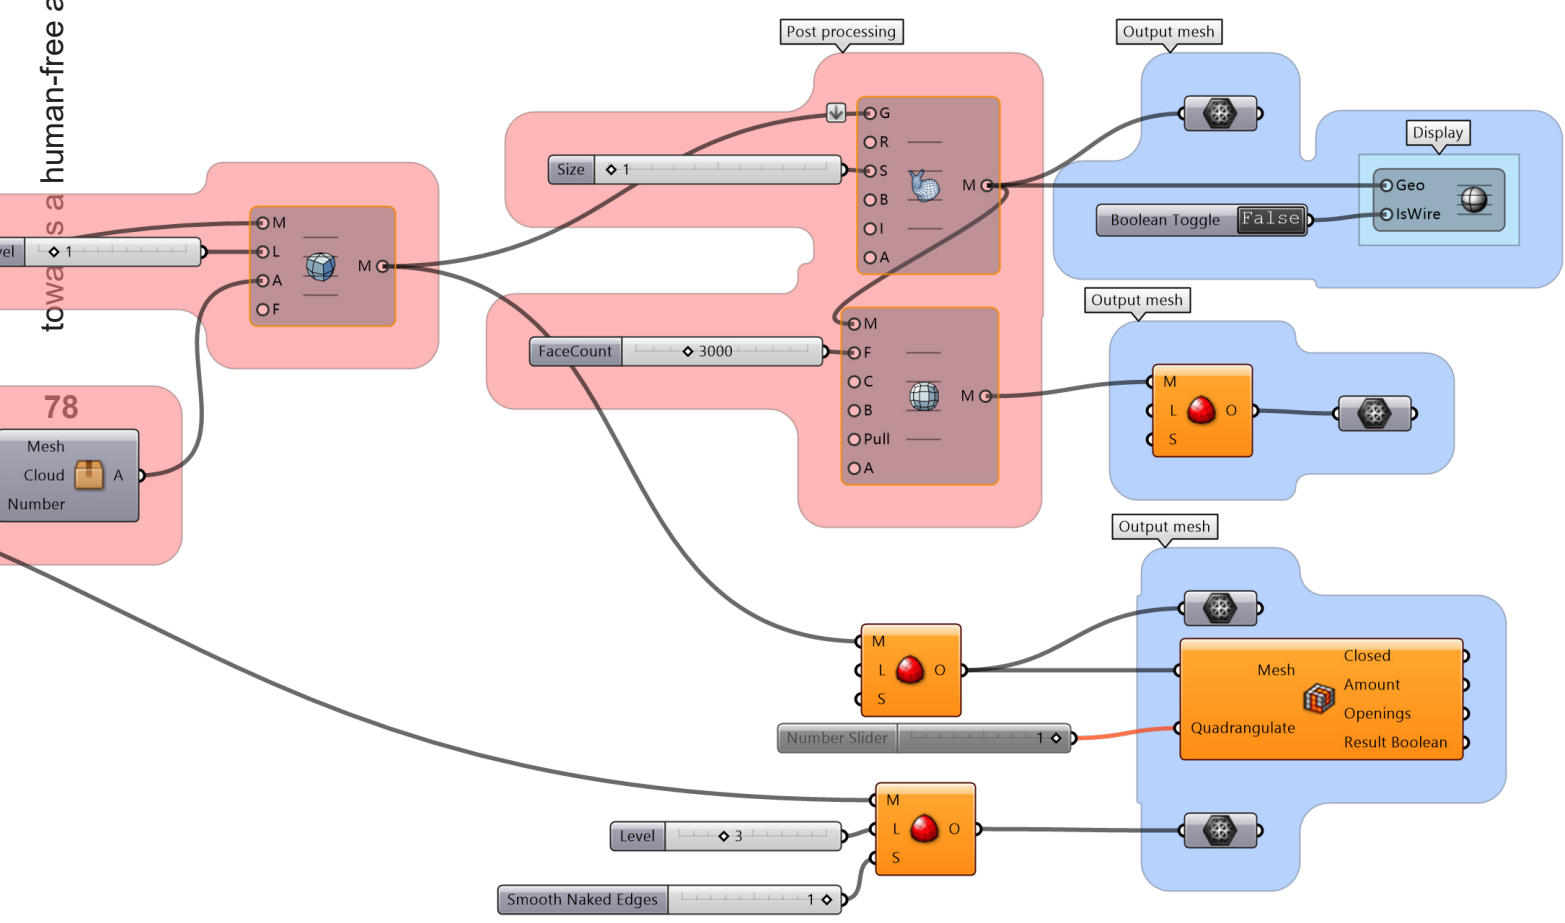 towards a human-free a
Post processing
Output mesh
G
R
Size
1
S
B
I
A
M
Display
Geo
IsWire
Boolean Toggle
False
vel
1
M
L
A
F
M
Output mesh
FaceCount
3000
M
F
C
B
Pull
A
M
M
L
S
O
78
Mesh
Cloud
Number
A
Output mesh
M
L
S
O
Number Slider
1
Mesh
Quadrangulate
Closed
Amount
Openings
Result Boolean
Level
3
Smooth Naked Edges
1
M
L
S
O